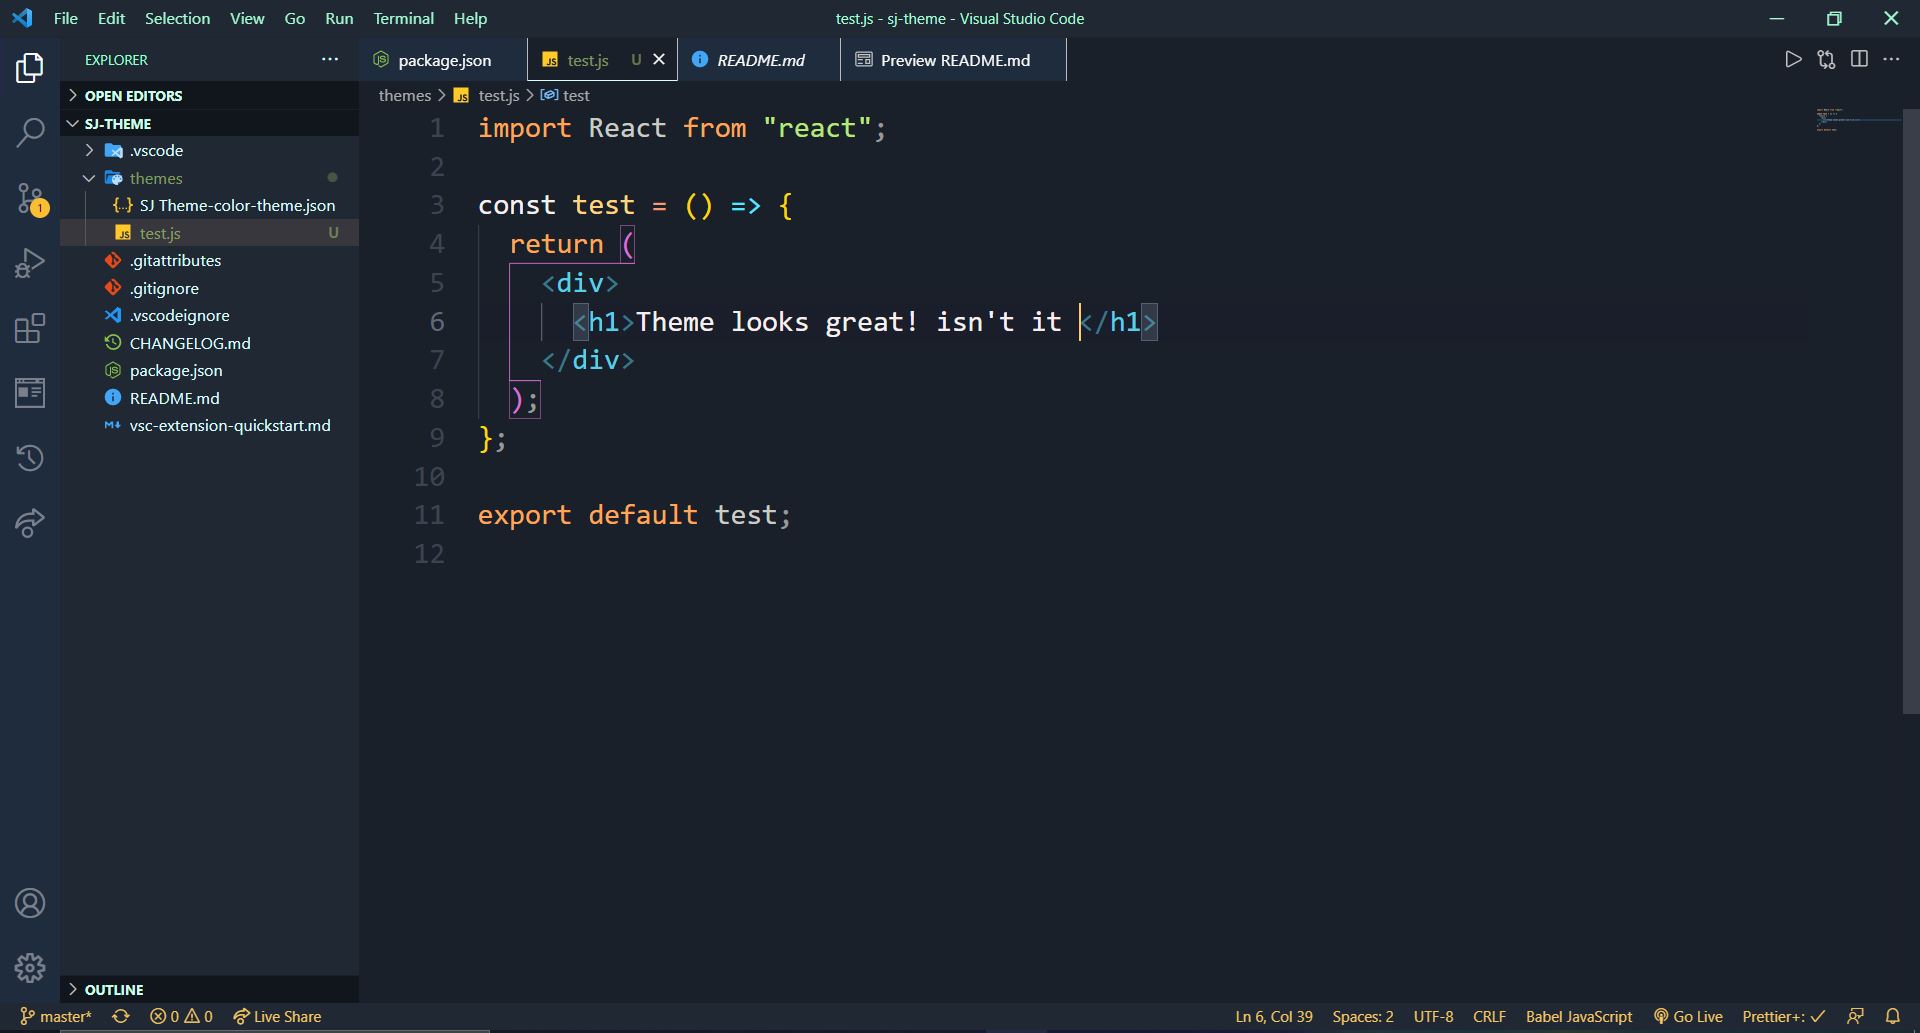 File Edit Selection View Go Run Terminal Help
test.js - sj-theme - Visual Studio Code
EXPLORER
OPEN EDITORS
SJ-THEME
.vscode
themes
{..} SJ Theme-color-theme.json
JS test.js U
.gitattributes
.gitignore
.vscodeignore
CHANGELOG.md
package.json
README.md
vsc-extension-quickstart.md
OUTLINE
1
package.json
JS test.js U
README.md
Preview README.md
themes > JS test.js > test
1 import React from "react";
2
3 const test = () => {
4 return (
5 <div>
6 <h1>Theme looks great! isn't it </h1>
7 </div>
8 );
9 };
10
11 export default test;
12
master* 0 0 Live Share
Ln 6, Col 39 Spaces: 2 UTF-8 CRLF Babel JavaScript Go Live Prettier+: ✓